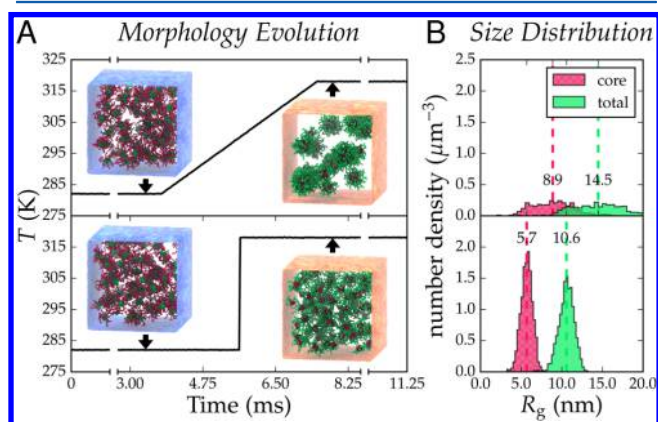 A Morphology Evolution B Size Distribution
325
315
305
295
285
275
315
305
295
285
275
T (K)
0 3.00 4.75 6.50 8.25 11.25
Time (ms)
core
total
2.5
2.0
1.5
1.0
0.5
0.0
8.9 14.5
5.7 10.6
2.0
1.5
1.0
0.5
0.0
number density (μm⁻³)
0.0 5.0 10.0 15.0 20.0
Rg (nm)